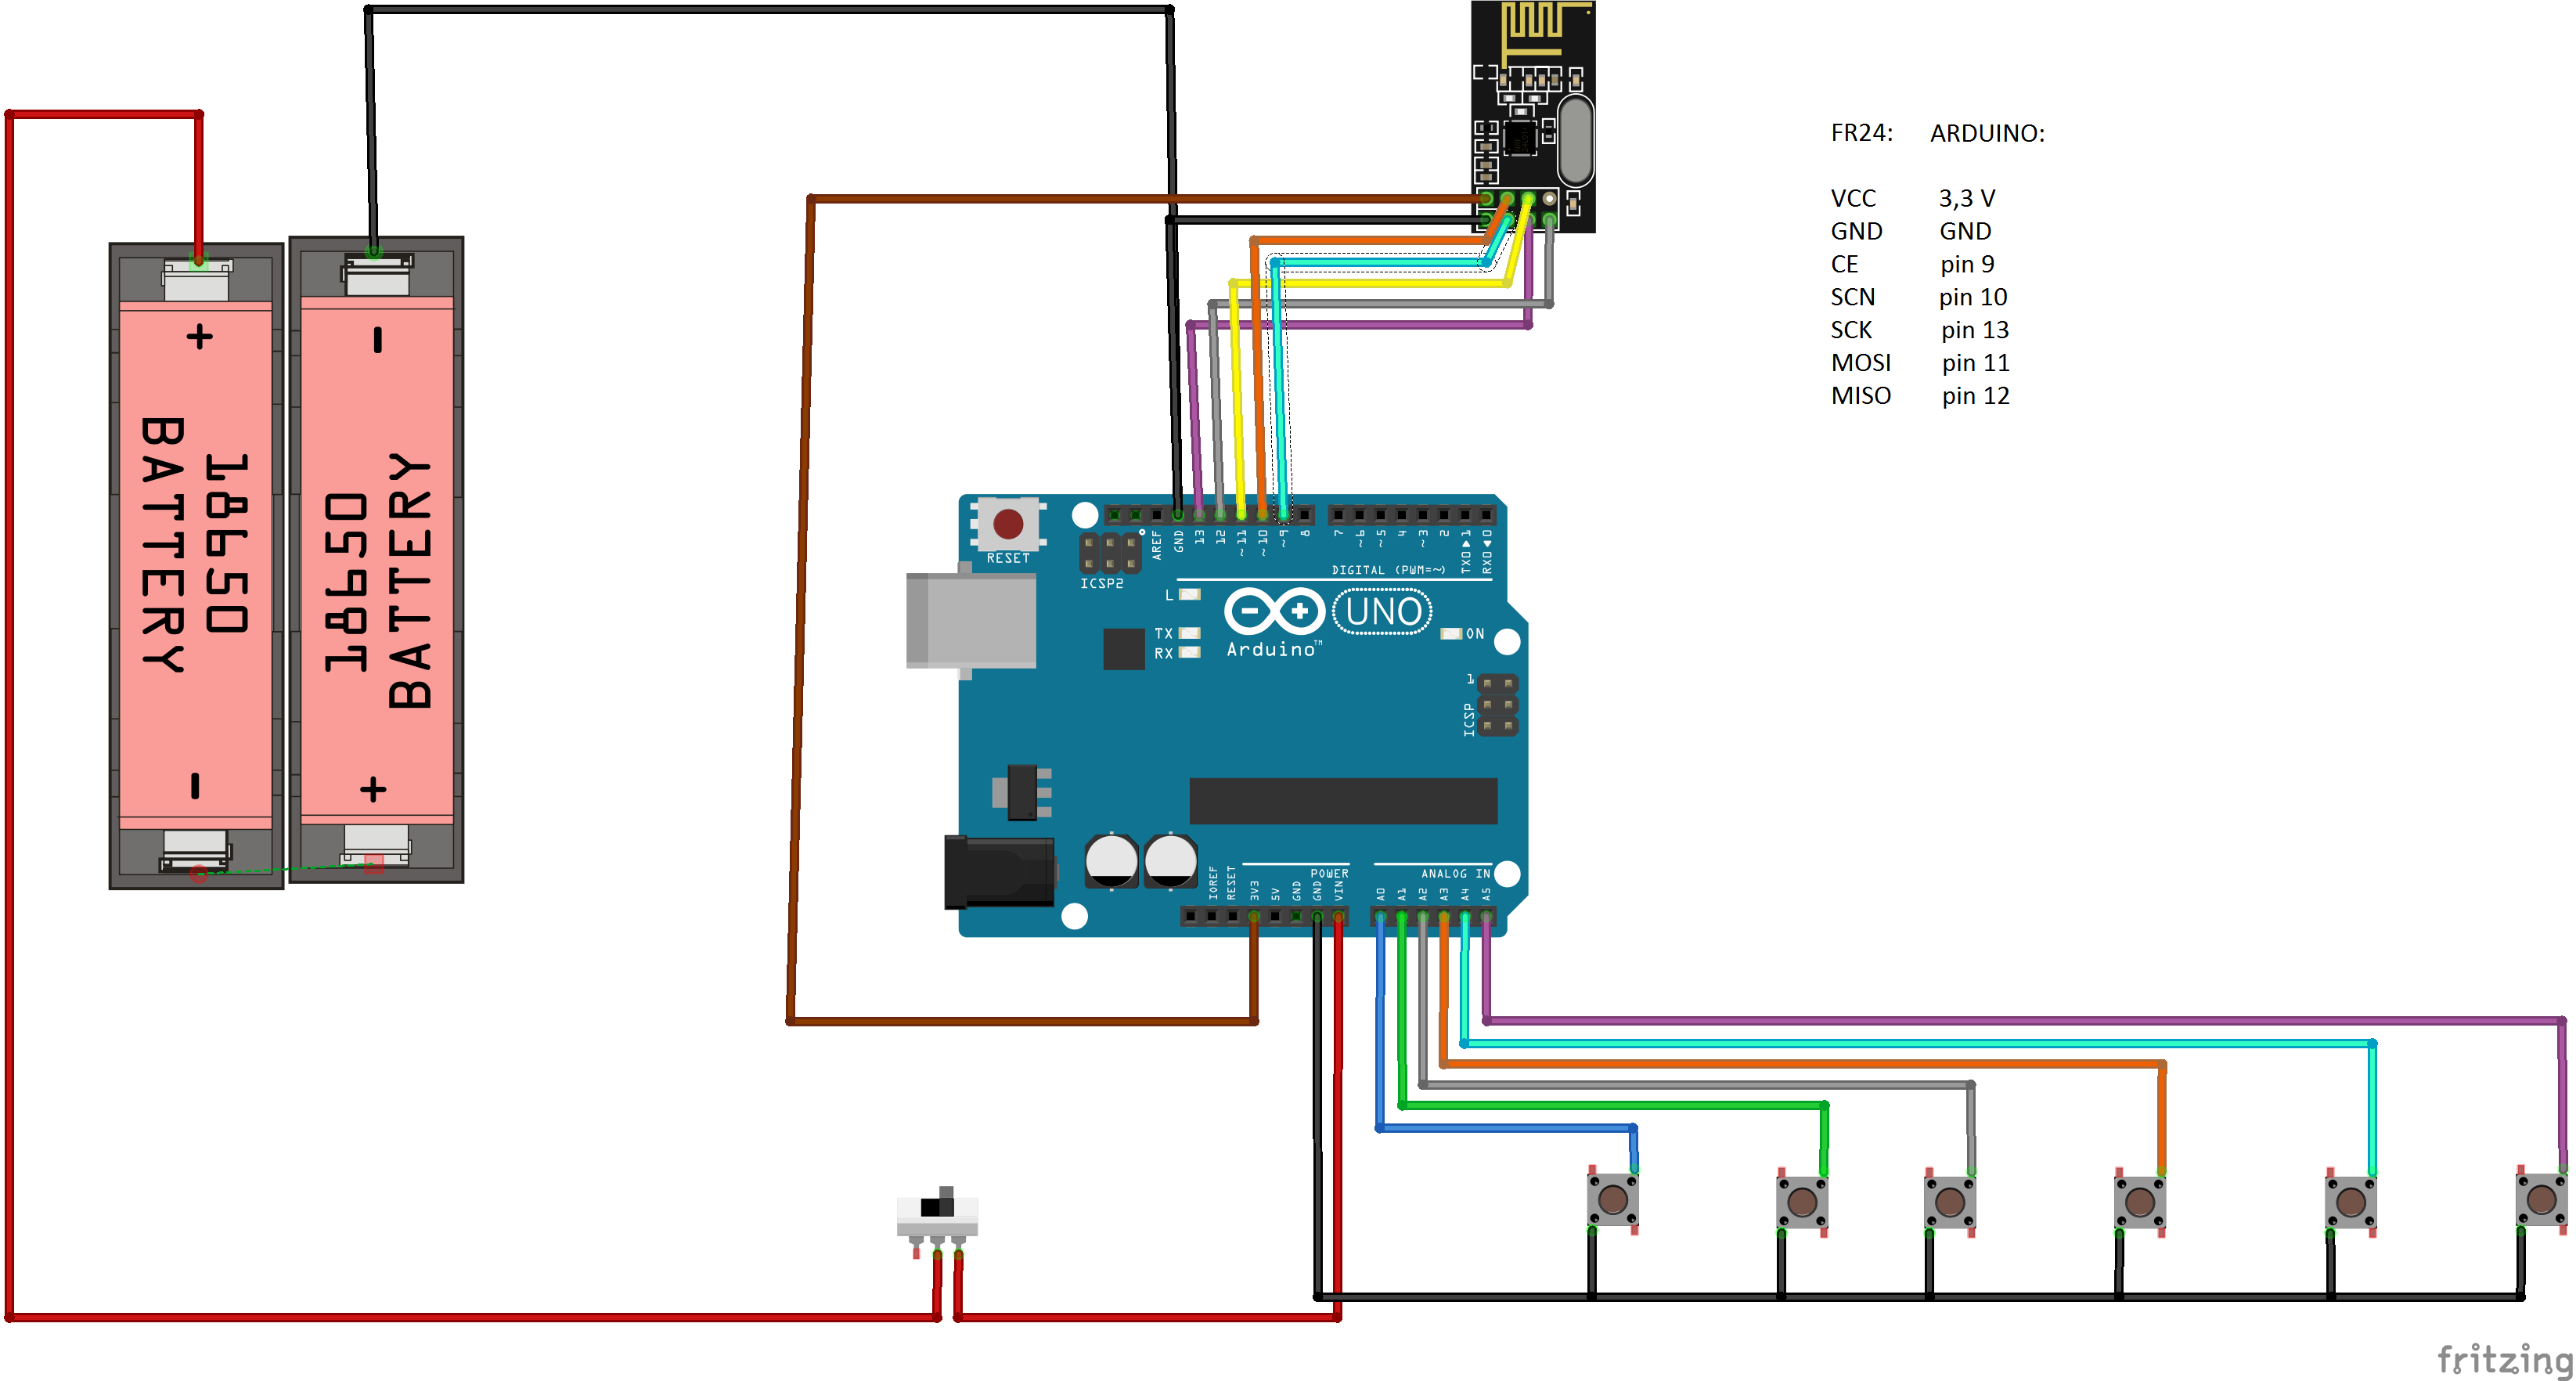 FR24: ARDUINO:
VCC 3,3 V
GND GND
CE pin 9
SCN pin 10
SCK pin 13
MOSI pin 11
MISO pin 12
+
-
18650
BATTERY
-
+
18650
BATTERY
RESET
ICSP2
AREF
GND
13
12
~11
~10
~9
8
7
~6
~5
4
~3
2
TX0▶1
RX0◀0
DIGITAL (PWM=~)
L
TX
RX
- +
UNO
Arduino™
ON
1
ICSP
POWER
ANALOG IN
IOREF
RESET
3V3
5V
GND
GND
VIN
A0
A1
A2
A3
A4
A5
fritzing